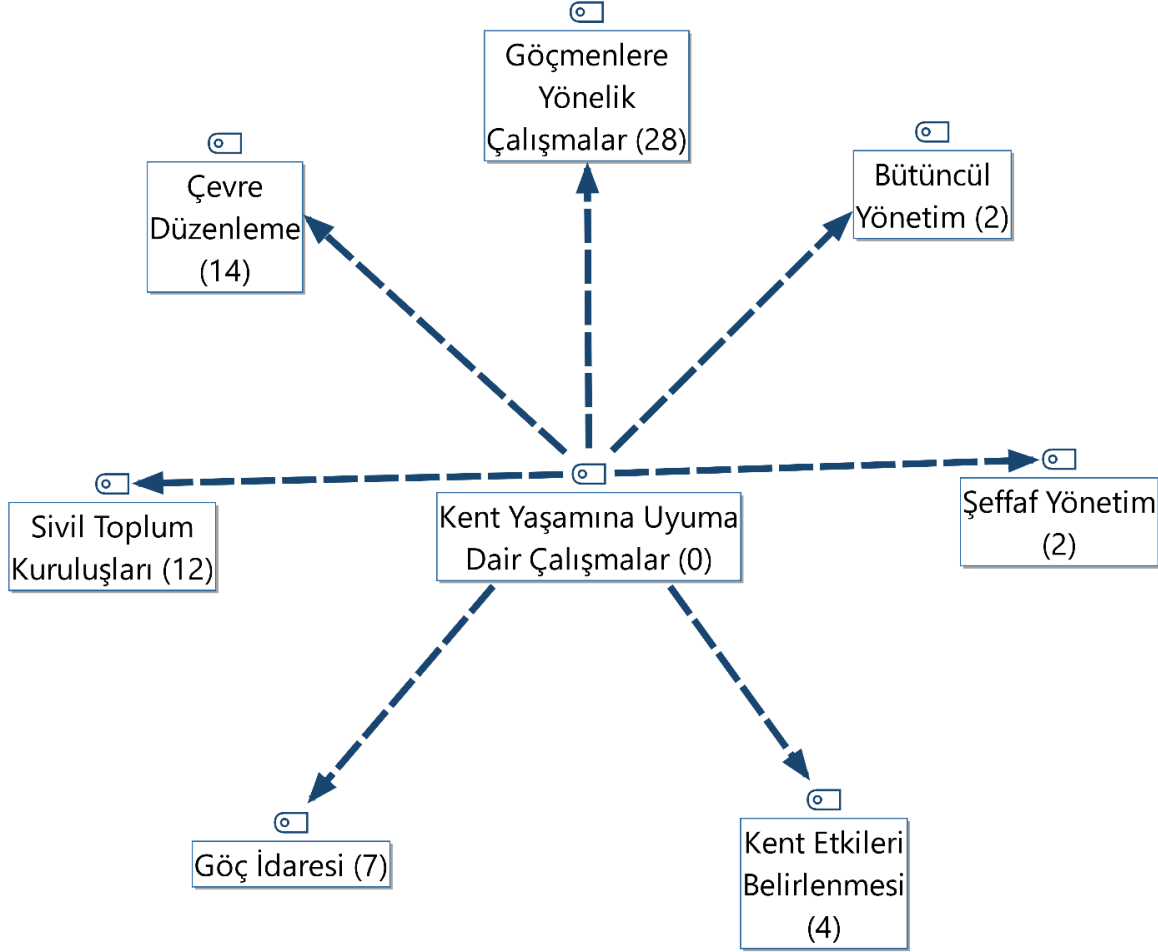 Göçmenlere
Yönelik
Çalışmalar (28)
Çevre
Düzenleme
(14)
Bütüncül
Yönetim (2)
Sivil Toplum
Kuruluşları (12)
Kent Yaşamına Uyuma
Dair Çalışmalar (0)
Şeffaf Yönetim
(2)
Göç İdaresi (7)
Kent Etkileri
Belirlenmesi
(4)